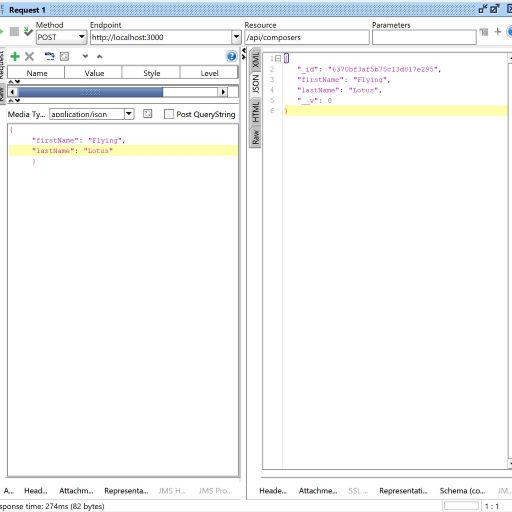 Request 1
Method Endpoint Resource Parameters
POST http://localhost:3000 /api/composers
Request
Name Value Style Level
Media Ty... application/json Post QueryString
{
"firstName": "Flying",
"lastName": "Lotus"
}
Raw HTML JSON XML
1 {
2 "_id": "6370bf3af5b75c13d017e295",
3 "firstName": "Flying",
4 "lastName": "Lotus",
5 "__v": 0
6 }
A... Head... Attachm... Representa... JMS H... JMS Pro...
Heade... Attachme... SSL ... Representati... Schema (co... JM...
sponse time: 274ms (82 bytes)
1 : 1